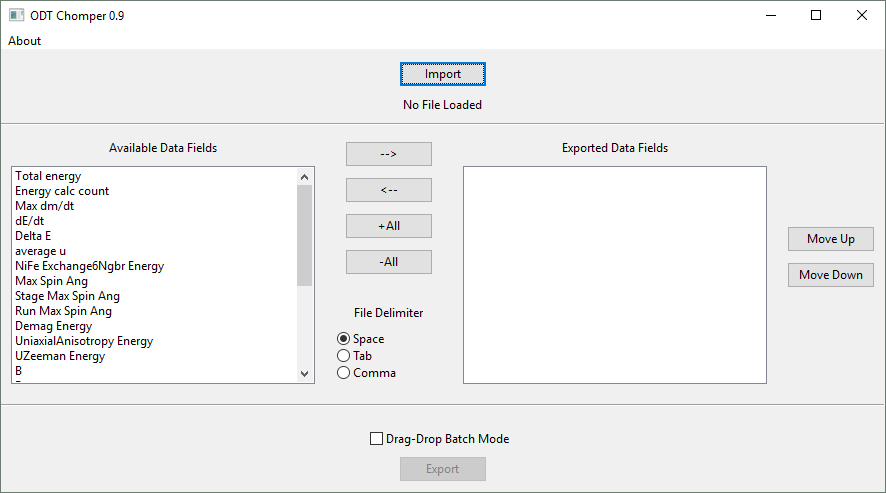 ODT Chomper 0.9
About
Import
No File Loaded
Available Data Fields
Total energy
Energy calc count
Max dm/dt
dE/dt
Delta E
average u
NiFe Exchange6Ngbr Energy
Max Spin Ang
Stage Max Spin Ang
Run Max Spin Ang
Demag Energy
UniaxialAnisotropy Energy
UZeeman Energy
B
-->
<--
+All
-All
File Delimiter
Space
Tab
Comma
Exported Data Fields
Move Up
Move Down
Drag-Drop Batch Mode
Export